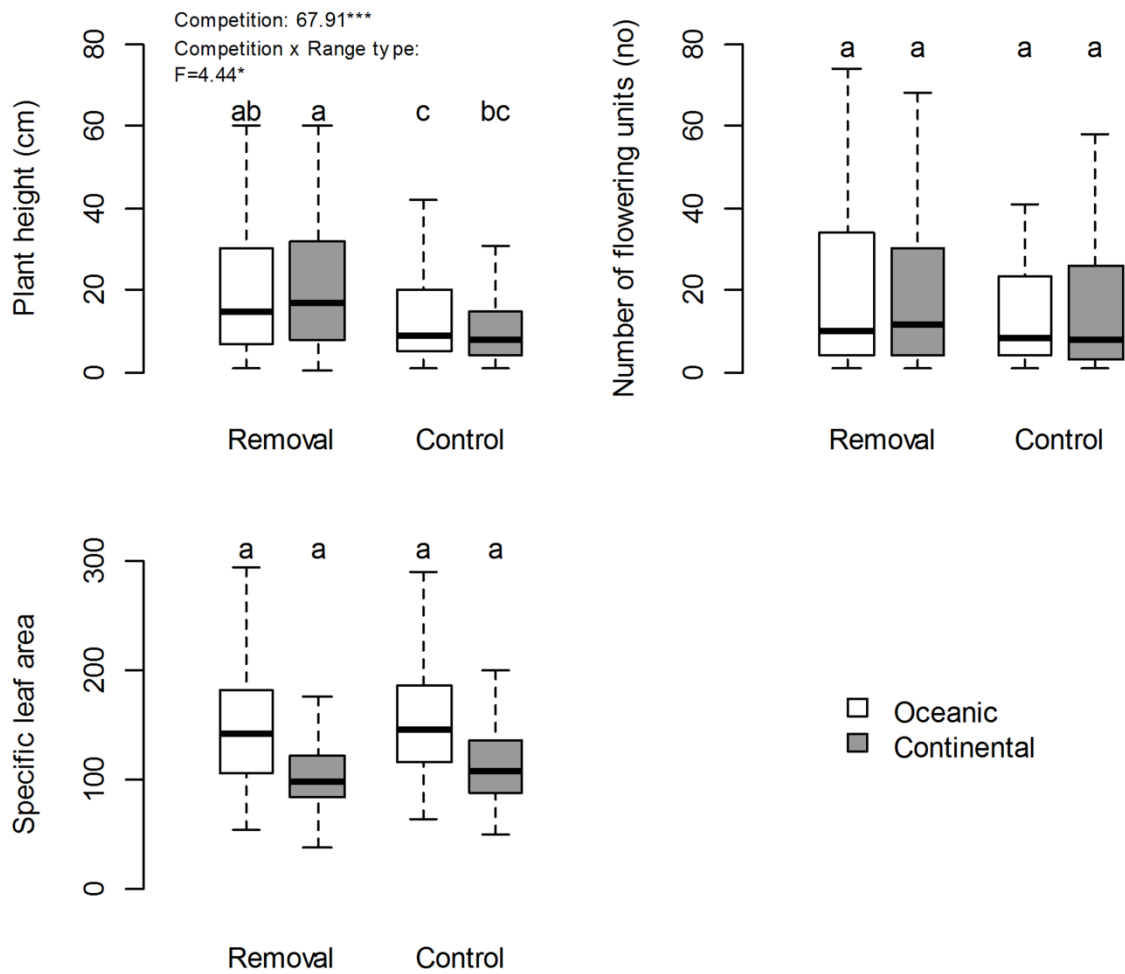 Competition: 67.91***
Competition x Range type:
F=4.44*
Plant height (cm)
80
60
40
20
0
ab a c bc
Removal Control
Number of flowering units (no)
80
60
40
20
0
a a a a
Removal Control
Specific leaf area
300
200
100
0
a a a a
Removal Control
Oceanic
Continental